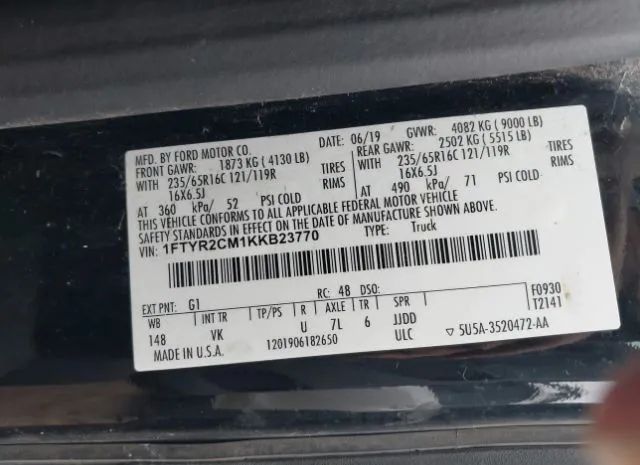 MFD. BY FORD MOTOR CO. DATE: 06/19 GVWR: 4082 KG ( 9000 LB)
FRONT GAWR: 1873 KG ( 4130 LB) REAR GAWR: 2502 KG ( 5515 LB)
WITH 235/65R16C 121/119R TIRES WITH 235/65R16C 121/119R TIRES
16X6.5J RIMS 16X6.5J RIMS
AT 360 kPa/ 52 PSI COLD AT 490 kPa/ 71 PSI COLD
THIS VEHICLE CONFORMS TO ALL APPLICABLE FEDERAL MOTOR VEHICLE
SAFETY STANDARDS IN EFFECT ON THE DATE OF MANUFACTURE SHOWN ABOVE.
VIN: 1FTYR2CM1KKB23770 TYPE: Truck
EXT PNT: G1 RC: 48 DSO: F0930
WB INT TR TP/PS R AXLE TR SPR T2141
148 VK U 7L 6 JJDD
MADE IN U.S.A. 1201906182650 ULC ▽ 5U5A-3520472-AA